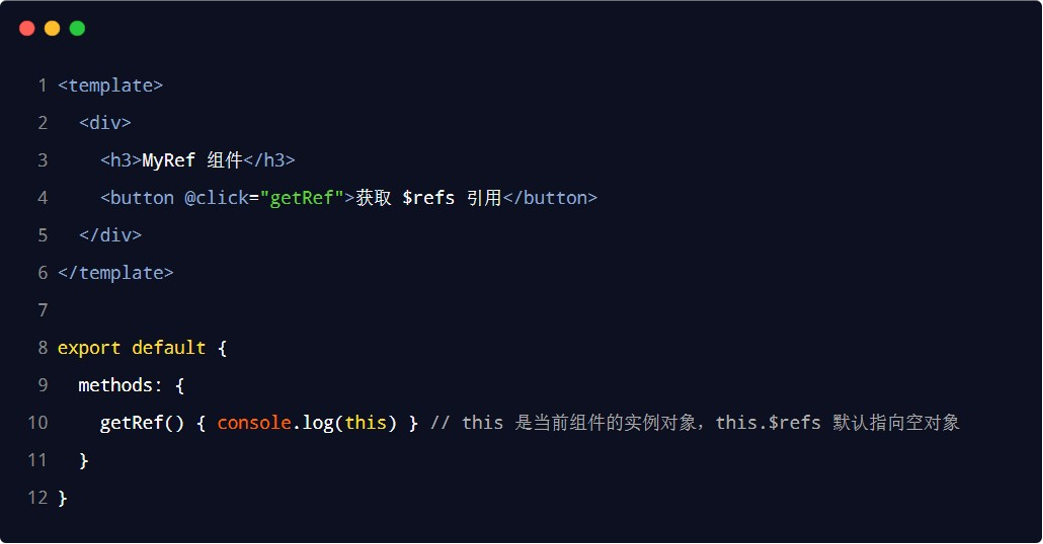 1 <template>
2   <div>
3     <h3>MyRef 组件</h3>
4     <button @click="getRef">获取 $refs 引用</button>
5   </div>
6 </template>
7
8 export default {
9   methods: {
10     getRef() { console.log(this) } // this 是当前组件的实例对象，this.$refs 默认指向空对象
11   }
12 }